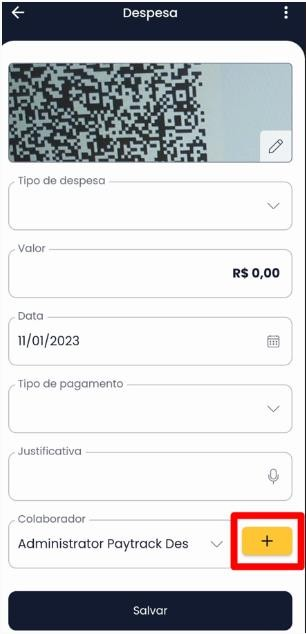 Despesa
Tipo de despesa
Valor
R$ 0,00
Data
11/01/2023
Tipo de pagamento
Justificativa
Colaborador
Administrator Paytrack Des
+
Salvar